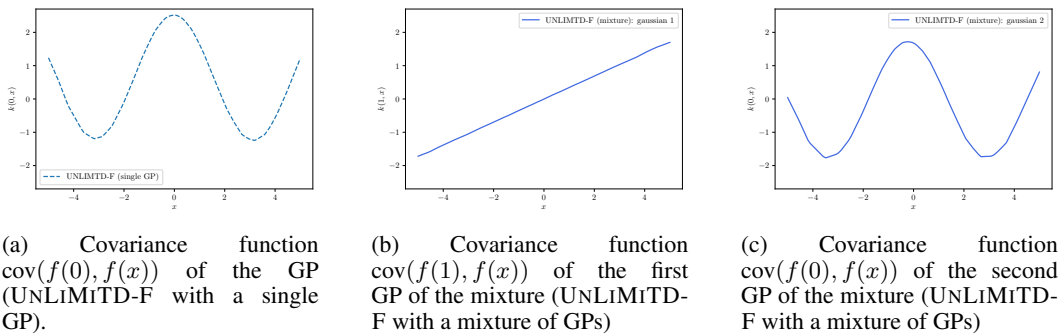 2
1
0
−1
−2
k(0, x)
UNLIMTD-F (single GP)
−4
−2
0
2
4
x
2
1
0
−1
−2
k(1, x)
UNLIMTD-F (mixture): gaussian 1
−4
−2
0
2
4
x
2
1
0
−1
−2
k(0, x)
UNLIMTD-F (mixture): gaussian 2
−4
−2
0
2
4
x
(a) Covariance function
cov(f(0), f(x)) of the GP
(UNLIMITD-F with a single
GP).
(b) Covariance function
cov(f(1), f(x)) of the first
GP of the mixture (UNLIMITD-
F with a mixture of GPs)
(c) Covariance function
cov(f(0), f(x)) of the second
GP of the mixture (UNLIMITD-
F with a mixture of GPs)